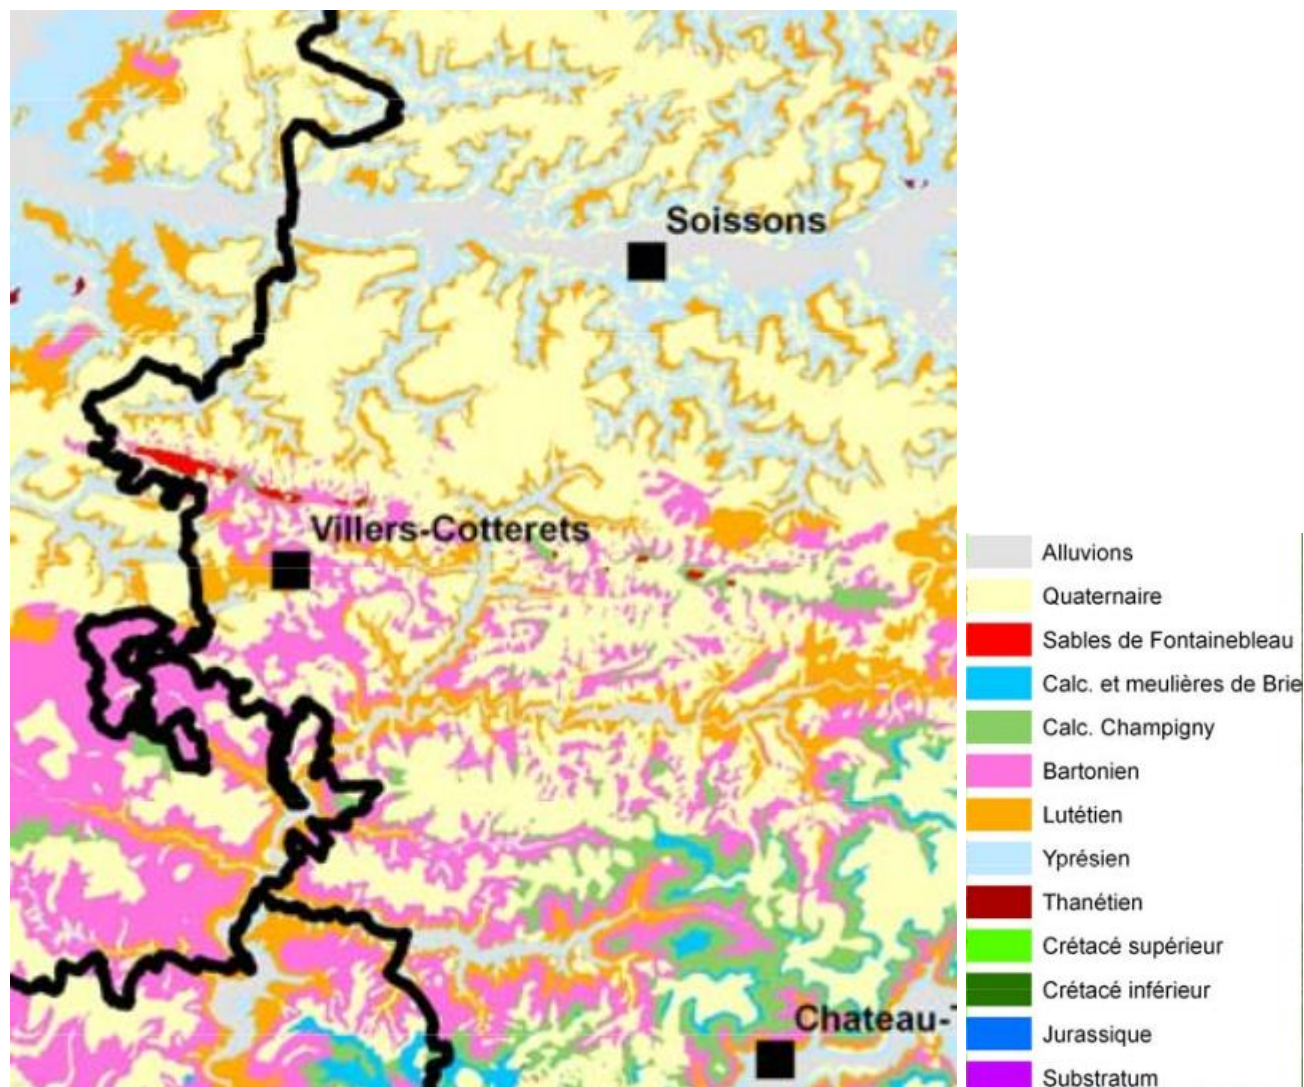 Soissons
Villers-Cotterets
Chateau-
Alluvions
Quaternaire
Sables de Fontainebleau
Calc. et meulières de Brie
Calc. Champigny
Bartonien
Lutétien
Yprésien
Thanétien
Crétacé supérieur
Crétacé inférieur
Jurassique
Substratum